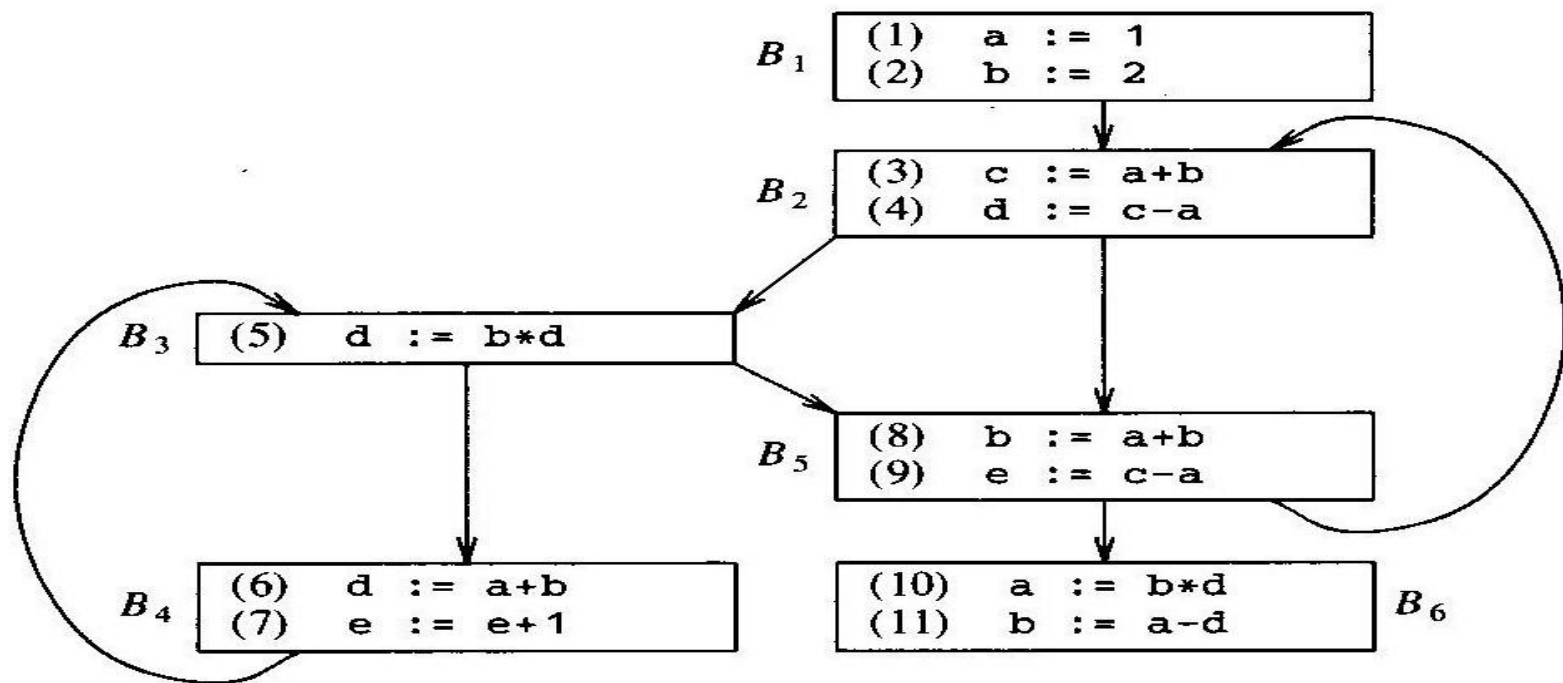 B1
(1) a := 1
(2) b := 2
B2
(3) c := a+b
(4) d := c-a
B3
(5) d := b*d
B5
(8) b := a+b
(9) e := c-a
B4
(6) d := a+b
(7) e := e+1
(10) a := b*d
(11) b := a-d
B6